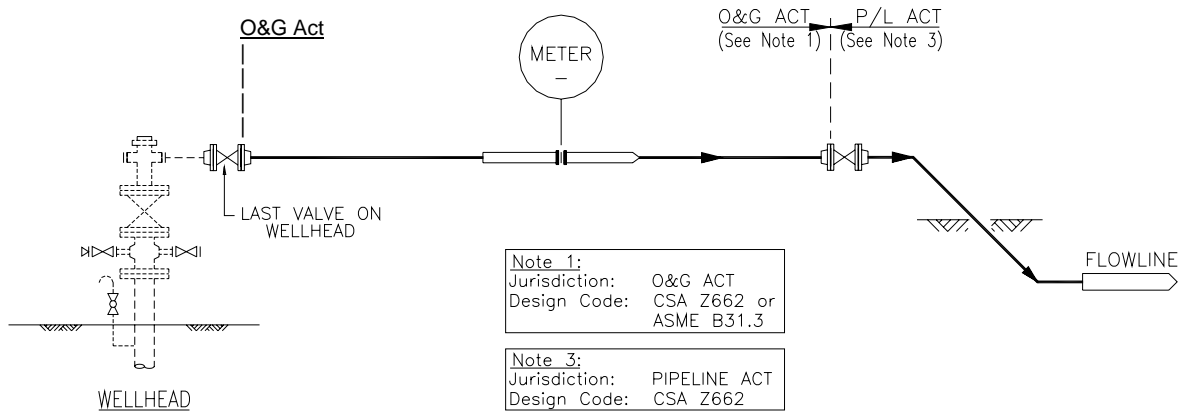 O&G Act
O&G ACT
(See Note 1)
P/L ACT
(See Note 3)
METER
–
LAST VALVE ON
WELLHEAD
Note 1:
Jurisdiction: O&G ACT
Design Code: CSA Z662 or
ASME B31.3
FLOWLINE
Note 3:
Jurisdiction: PIPELINE ACT
Design Code: CSA Z662
WELLHEAD